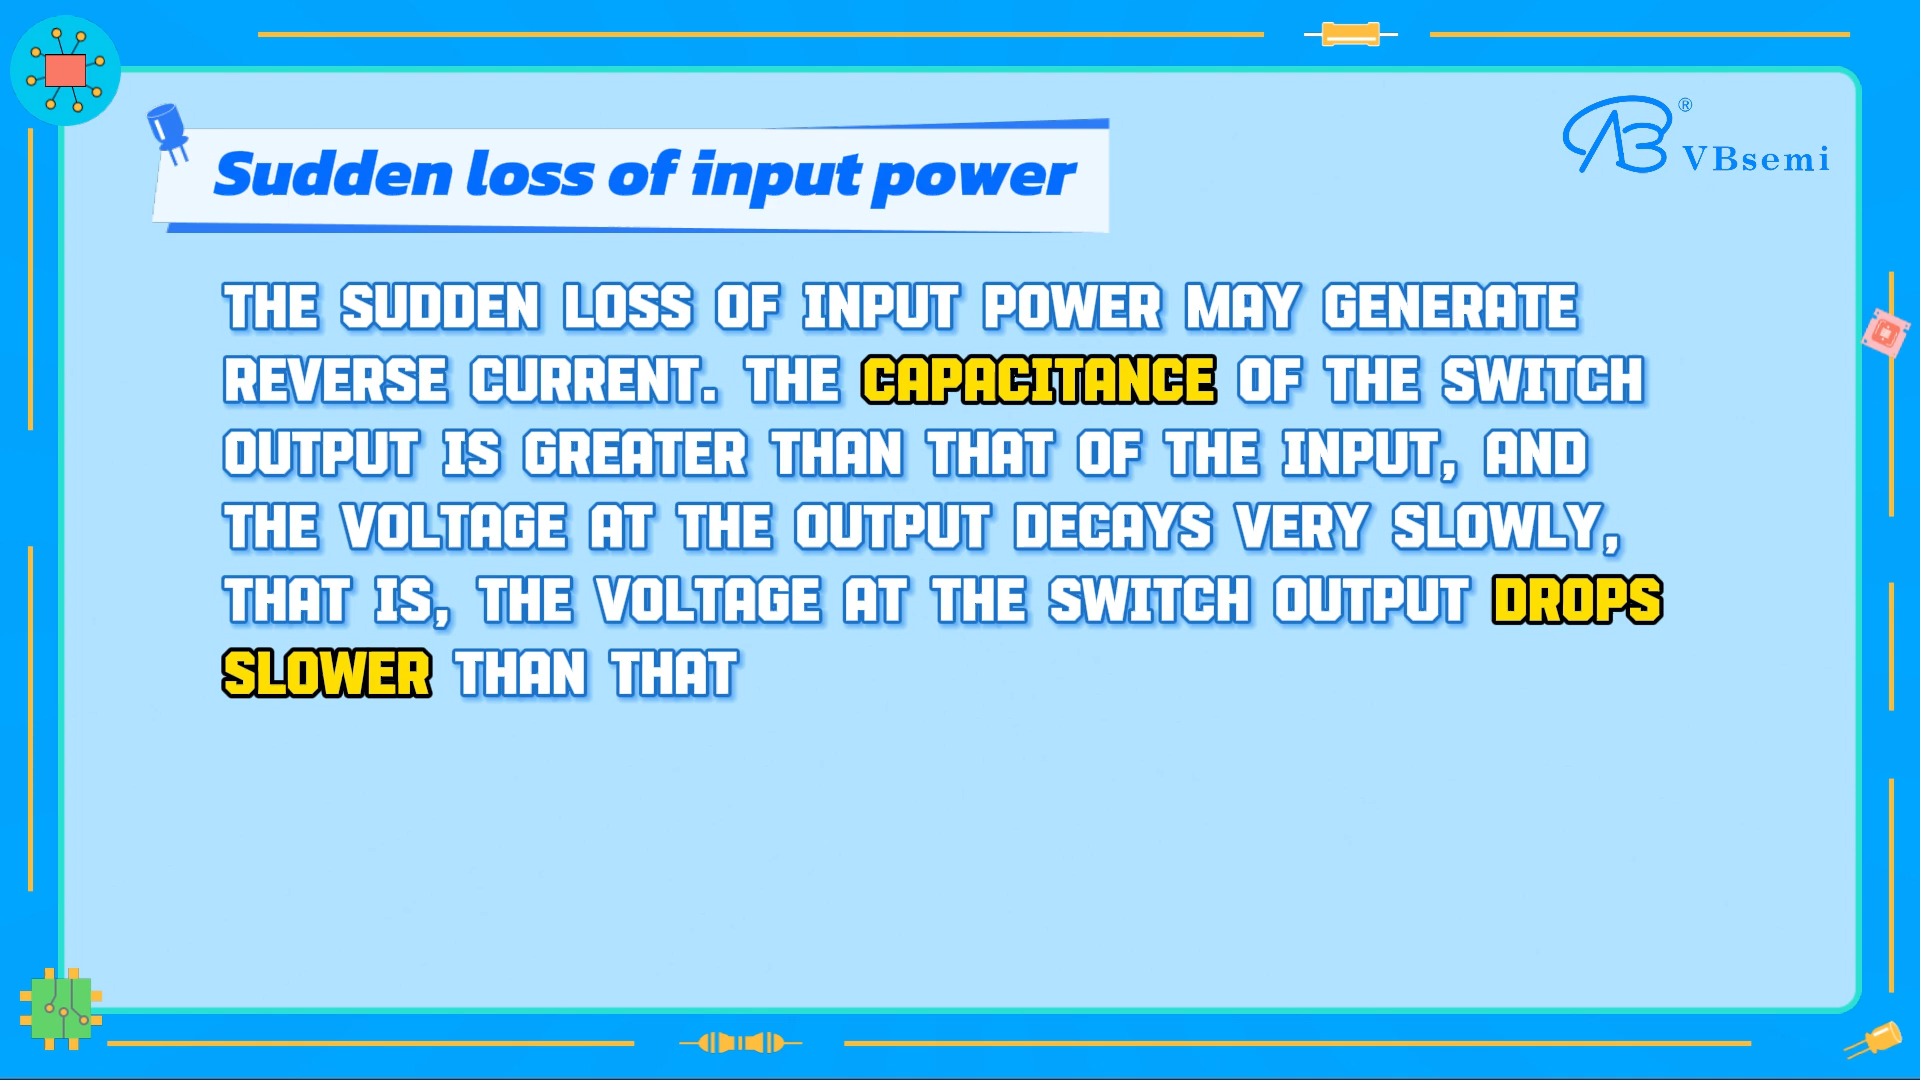 VBsemi®
Sudden loss of input power
THE SUDDEN LOSS OF INPUT POWER MAY GENERATE
REVERSE CURRENT. THE CAPACITANCE OF THE SWITCH
OUTPUT IS GREATER THAN THAT OF THE INPUT, AND
THE VOLTAGE AT THE OUTPUT DECAYS VERY SLOWLY,
THAT IS, THE VOLTAGE AT THE SWITCH OUTPUT DROPS
SLOWER THAN THAT